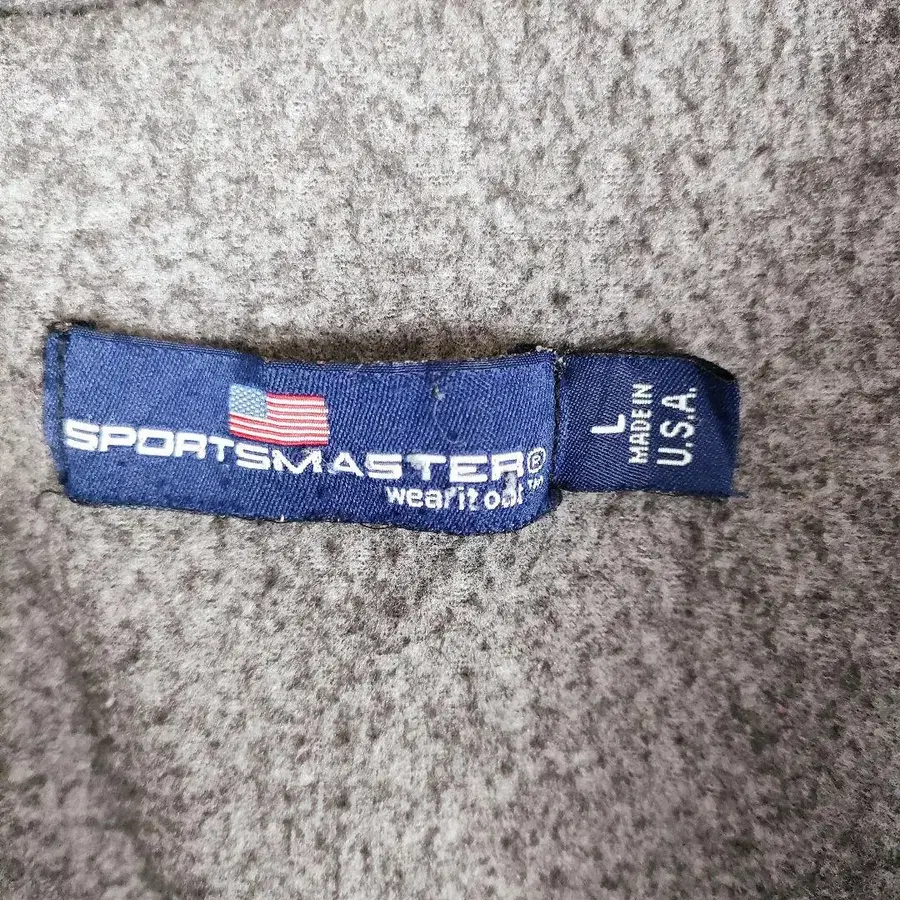 SPORTSMASTER®
wear it out™
L
MADE IN
U.S.A.